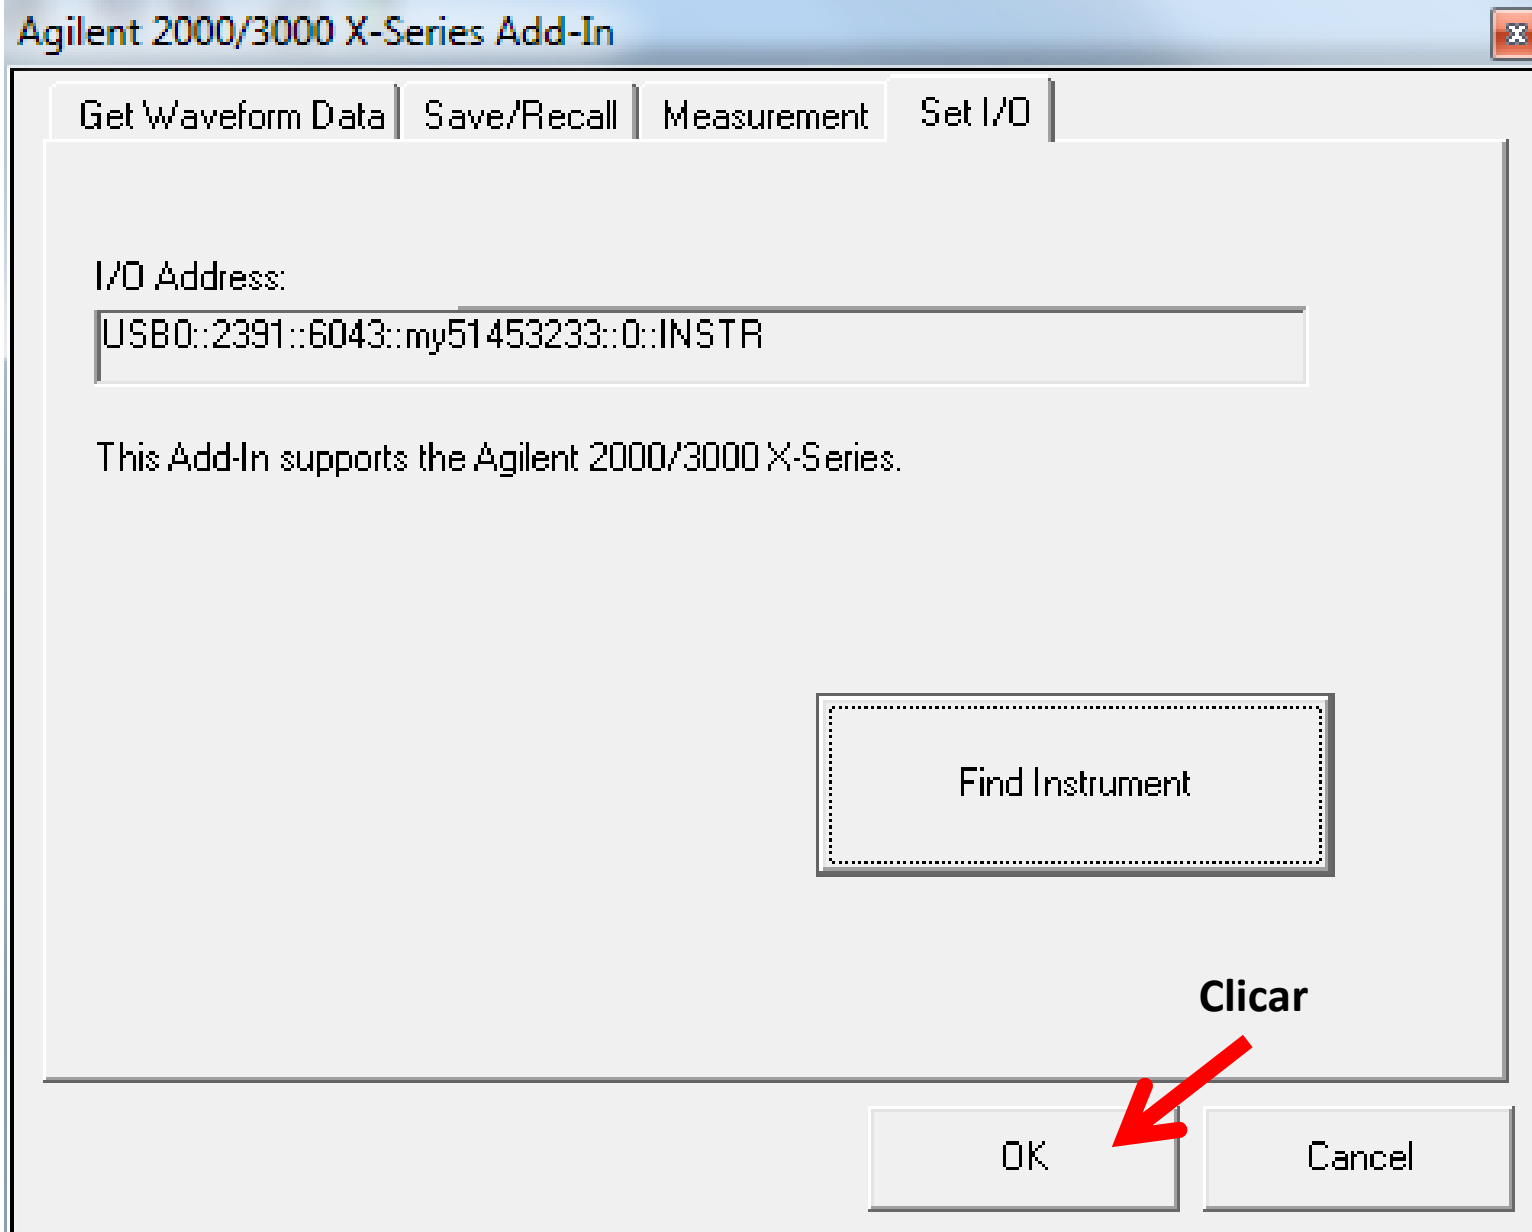 Agilent 2000/3000 X-Series Add-In
Get Waveform Data Save/Recall Measurement Set I/O
I/O Address:
USB0::2391::6043::my51453233::0::INSTR
This Add-In supports the Agilent 2000/3000 X-Series.
Find Instrument
Clicar
OK Cancel